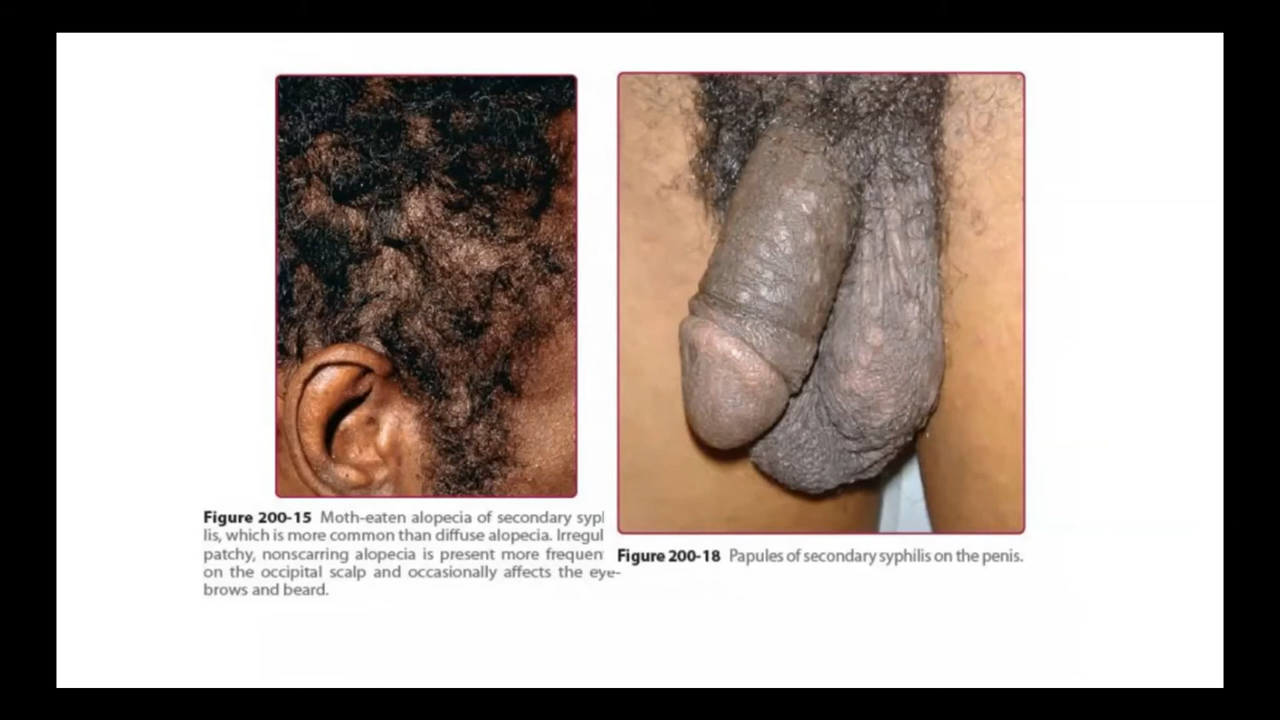 Figure 200-15 Moth-eaten alopecia of secondary sypl
lis, which is more common than diffuse alopecia. Irregul
patchy, nonscarring alopecia is present more frequen
on the occipital scalp and occasionally affects the eye-
brows and beard.
Figure 200-18 Papules of secondary syphilis on the penis.